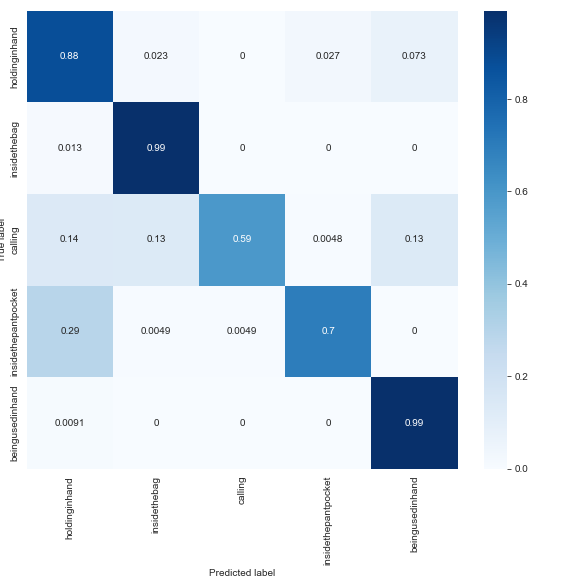 holdinginhand 0.88 0.023 0 0.027 0.073
insidethebag 0.013 0.99 0 0 0
True label
calling 0.14 0.13 0.59 0.0048 0.13
insidethepantpocket 0.29 0.0049 0.0049 0.7 0
beingusedinhand 0.0091 0 0 0 0.99
holdinginhand insidethebag calling insidethepantpocket beingusedinhand
Predicted label
0.8
0.6
0.4
0.2
0.0